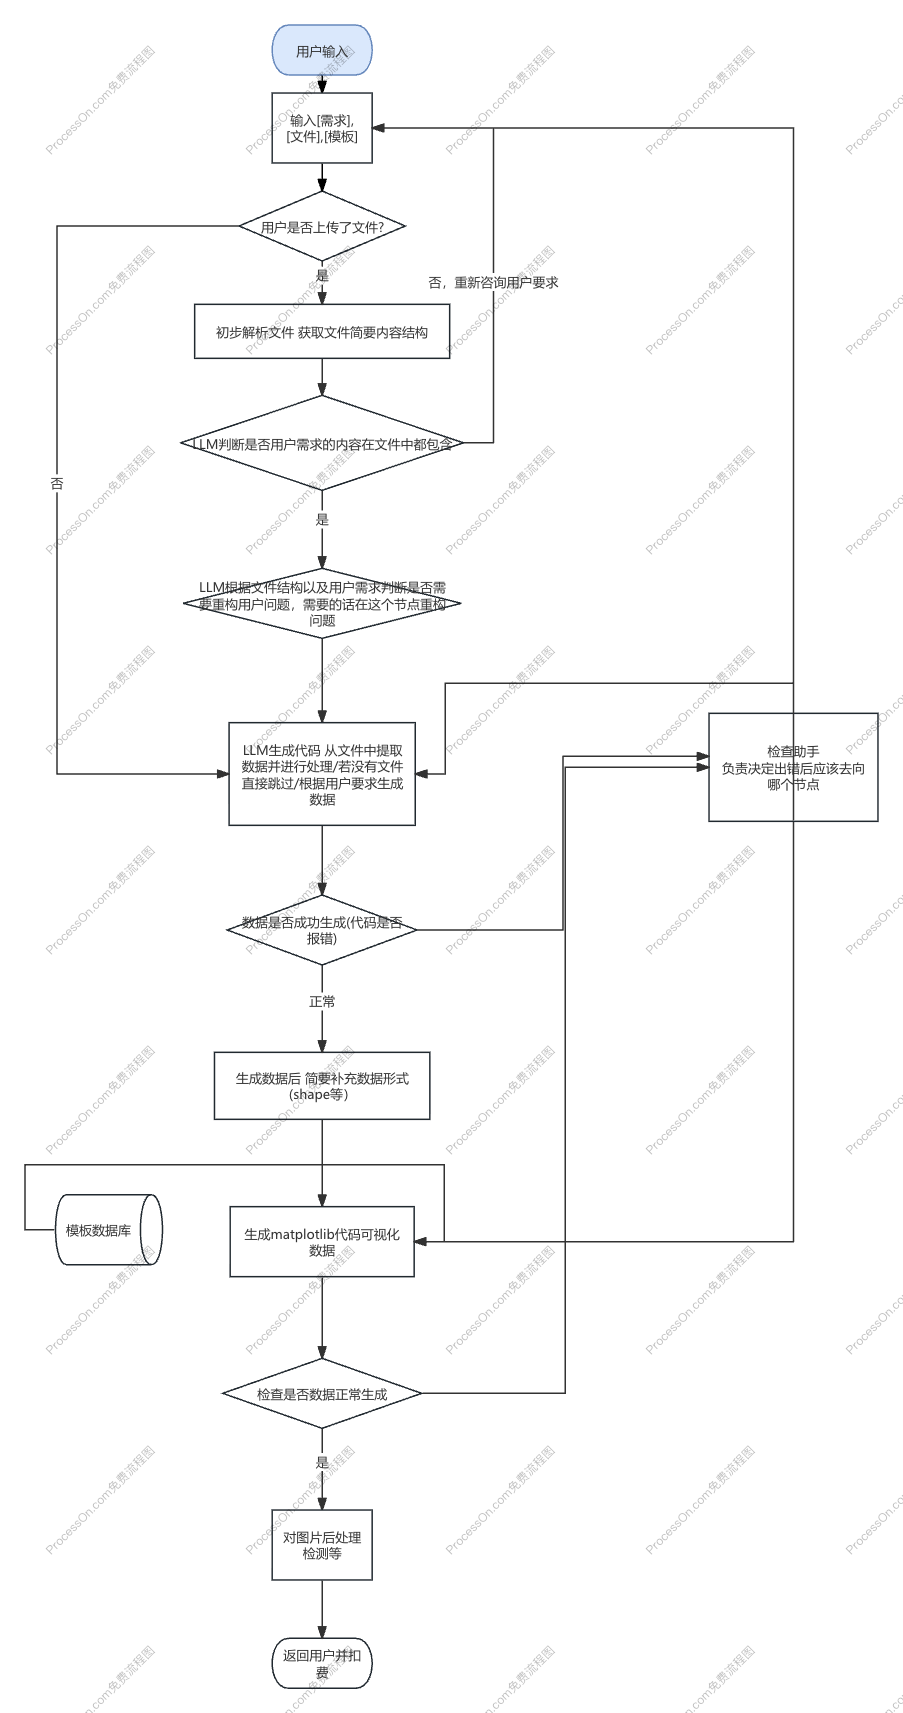 用户输入
输入[需求],
[文件],[模板]
用户是否上传了文件?
是
否，重新咨询用户要求
初步解析文件 获取文件简要内容结构
LLM判断是否用户需求的内容在文件中都包含
否
是
LLM根据文件结构以及用户需求判断是否需
要重构用户问题，需要的话在这个节点重构
问题
检查助手
负责决定出错后应该去向
哪个节点
LLM生成代码 从文件中提取
数据并进行处理/若没有文件
直接跳过/根据用户要求生成
数据
数据是否成功生成(代码是否
报错)
正常
生成数据后 简要补充数据形式
(shape等)
模板数据库
生成matplotlib代码可视化
数据
检查是否数据正常生成
是
对图片后处理
检测等
返回用户并扣
费
ProcessOn.com免费流程图